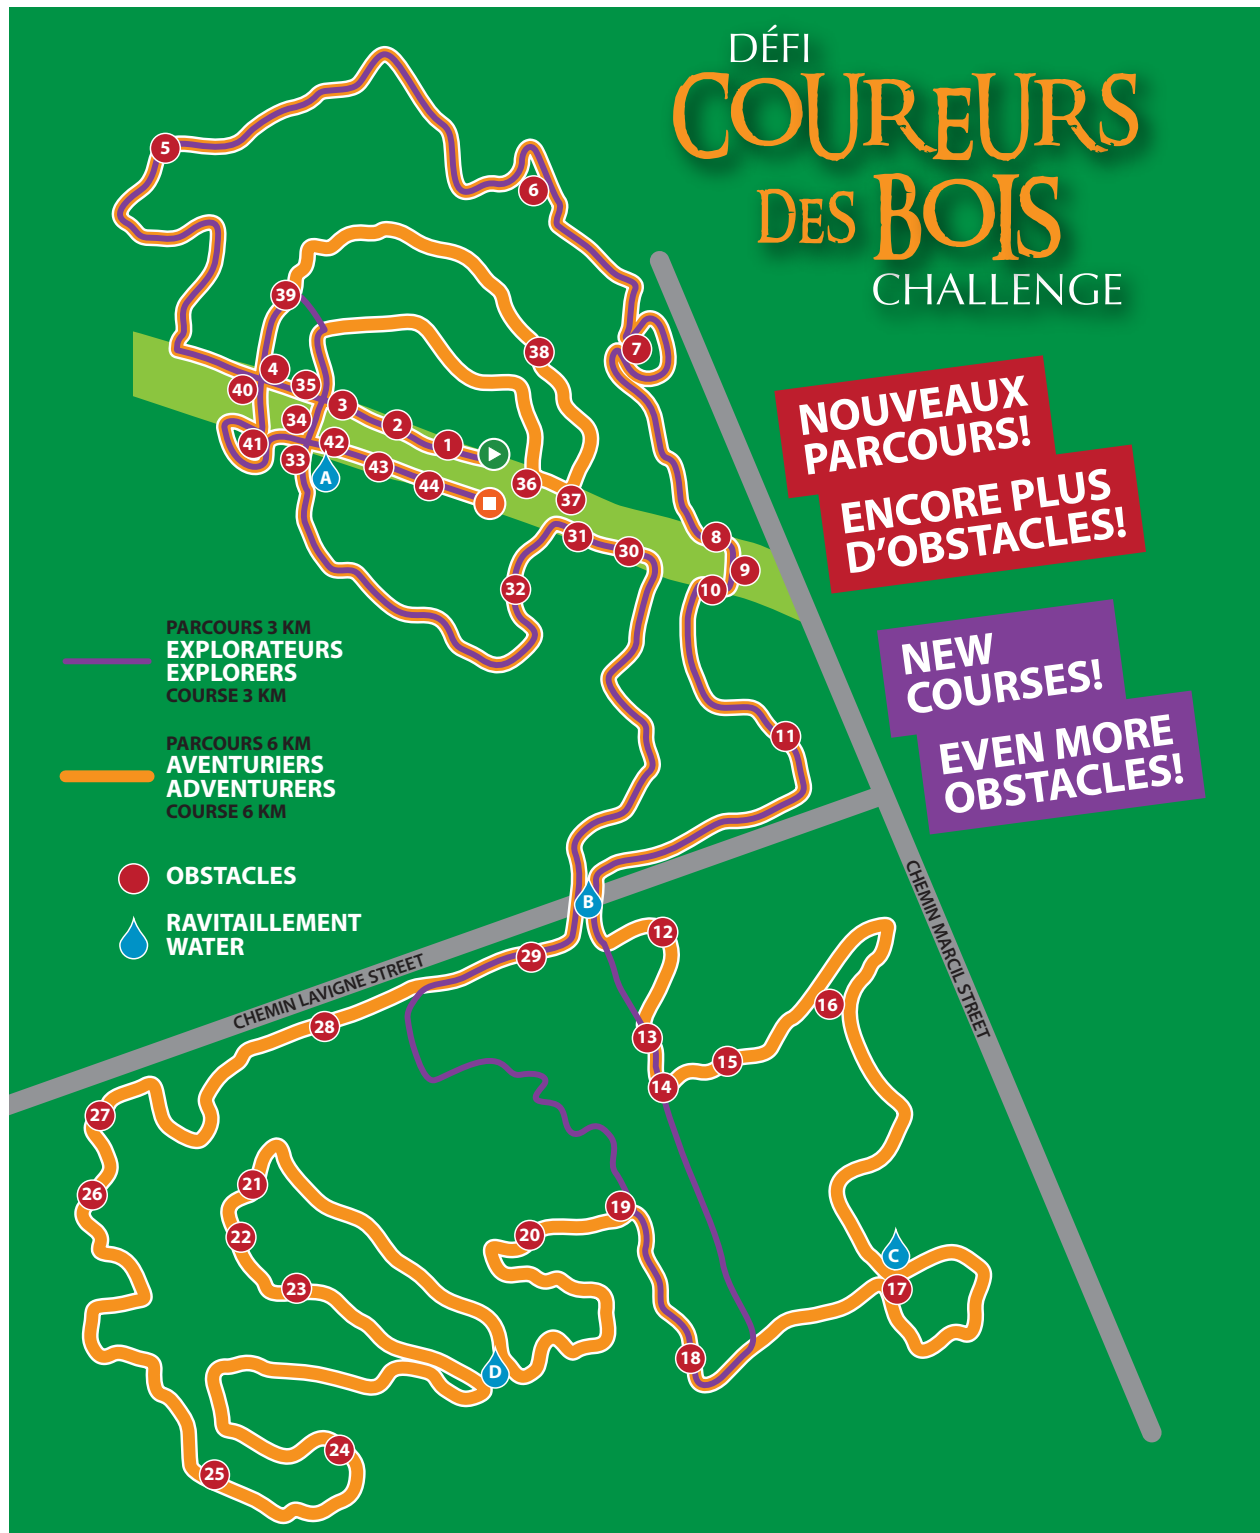 DÉFI
COUREURS
DES BOIS
CHALLENGE
NOUVEAUX
PARCOURS!
ENCORE PLUS
D'OBSTACLES!
NEW
COURSES!
EVEN MORE
OBSTACLES!
PARCOURS 3 KM
EXPLORATEURS
EXPLORERS
COURSE 3 KM
PARCOURS 6 KM
AVENTURIERS
ADVENTURERS
COURSE 6 KM
OBSTACLES
RAVITAILLEMENT
WATER
CHEMIN LAVIGNE STREET
CHEMIN MARCIL STREET
1
2
3
4
5
6
7
8
9
10
11
12
13
14
15
16
17
18
19
20
21
22
23
24
25
26
27
28
29
30
31
32
33
34
35
36
37
38
39
40
41
42
43
44
A
B
C
D